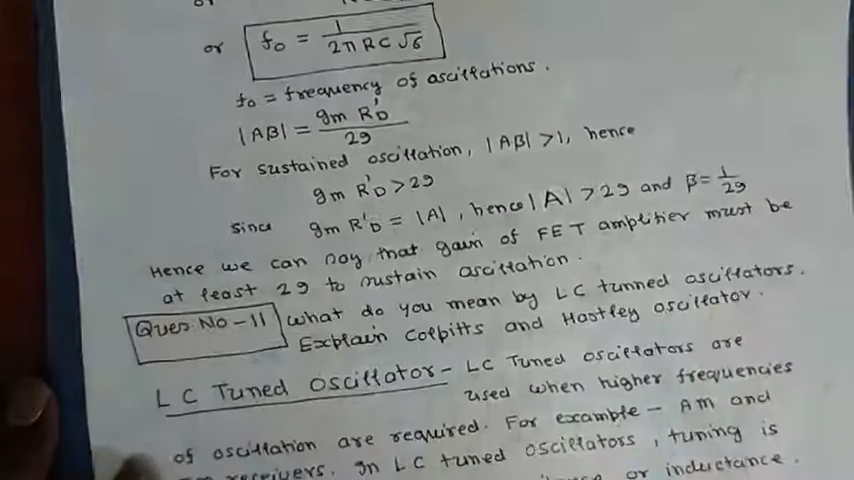 or
or f₀ = 1 / 2π RC√6
f₀ = frequency of oscillations.
|Aβ| = gm R'D / 29
For sustained oscillation, |Aβ| > 1, hence
gm R'D > 29
since gm R'D = |A|, hence |A| > 29 and β = 1/29
Hence we can say that gain of FET amplifier must be
at least 29 to sustain oscillation.
Ques No - 11 What do you mean by LC tunned oscillators.
Explain Colpitts and Hartley oscillator.
LC Tuned Oscillator - LC Tuned oscillators are
used when higher frequencies
of oscillation are required. For example - AM and
receivers. In LC tuned oscillators, tuning is
or inductance.